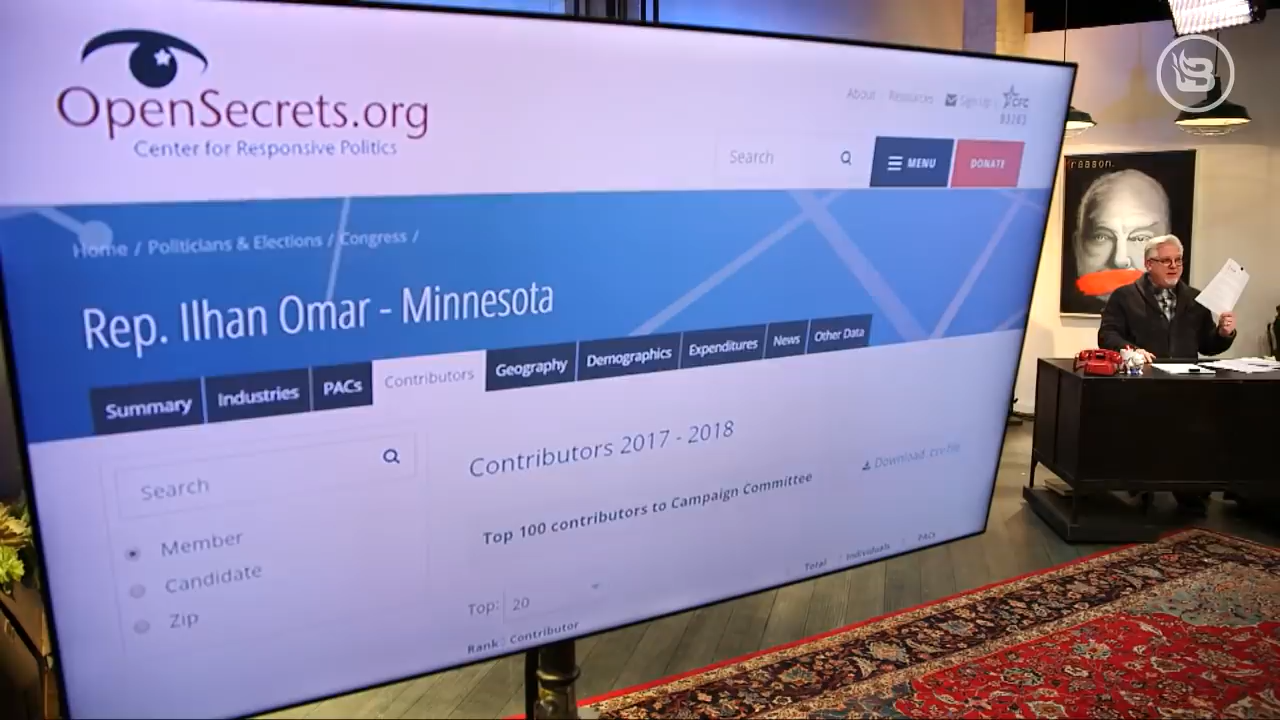 OpenSecrets.org
Center for Responsive Politics
About Resources Sign Up
crc
Search
MENU
DONATE
Home / Politicians & Elections / Congress /
Rep. Ilhan Omar - Minnesota
Summary Industries PACs Contributors Geography Demographics Expenditures News Other Data
Search
Member
Candidate
Zip
Contributors 2017 - 2018
Download .csv file
Top 100 contributors to Campaign Committee
Top: 20
Rank Contributor Total Individuals PACs
reason.
B